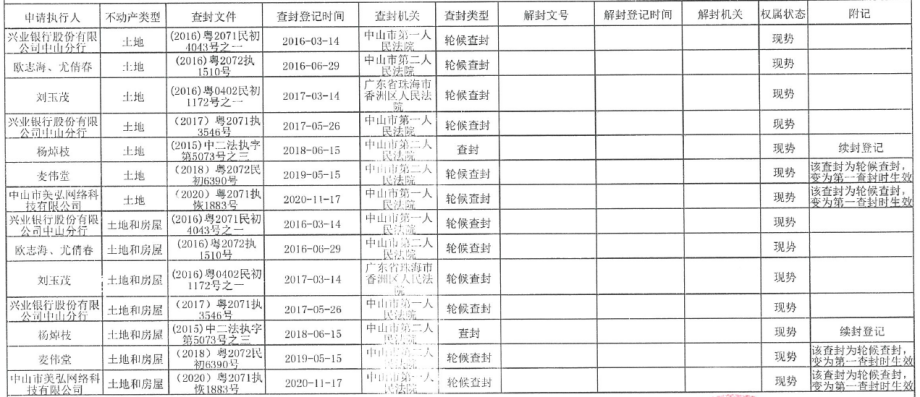 申请执行人 不动产类型 查封文件 查封登记时间 查封机关 查封类型 解封文号 解封登记时间 解封机关 权属状态 附记
兴业银行股份有限公司中山分行 土地 (2016)粤2071民初4043号之一 2016-03-14 中山市第一人民法院 轮候查封 现势
欧志海、尤倩春 土地 (2016)粤2072执1510号 2016-06-29 中山市第二人民法院 轮候查封 现势
刘玉茂 土地 (2016)粤0402民初1172号之一 2017-03-14 广东省珠海市香洲区人民法院 轮候查封 现势
兴业银行股份有限公司中山分行 土地 (2017)粤2071执3546号 2017-05-26 中山市第一人民法院 轮候查封 现势
杨焯枝 土地 (2015)中二法执字第5073号之三 2018-06-15 中山市第二人民法院 查封 现势 续封登记
麦伟堂 土地 (2018)粤2072民初6390号 2019-05-15 中山市第二人民法院 轮候查封 现势 该查封为轮候查封，变为第一查封时生效
中山市美弘网络科技有限公司 土地 (2020)粤2071执恢1883号 2020-11-17 中山市第一人民法院 轮候查封 现势 该查封为轮候查封，变为第一查封时生效
兴业银行股份有限公司中山分行 土地和房屋 (2016)粤2071民初4043号之一 2016-03-14 中山市第一人民法院 轮候查封 现势
欧志海、尤倩春 土地和房屋 (2016)粤2072执1510号 2016-06-29 中山市第二人民法院 轮候查封 现势
刘玉茂 土地和房屋 (2016)粤0402民初1172号之一 2017-03-14 广东省珠海市香洲区人民法院 轮候查封 现势
兴业银行股份有限公司中山分行 土地和房屋 (2017)粤2071执3546号 2017-05-26 中山市第一人民法院 轮候查封 现势
杨焯枝 土地和房屋 (2015)中二法执字第5073号之三 2018-06-15 中山市第二人民法院 查封 现势 续封登记
麦伟堂 土地和房屋 (2018)粤2072民初6390号 2019-05-15 中山市第二人民法院 轮候查封 现势 该查封为轮候查封，变为第一查封时生效
中山市美弘网络科技有限公司 土地和房屋 (2020)粤2071执恢1883号 2020-11-17 中山市第一人民法院 轮候查封 现势 该查封为轮候查封，变为第一查封时生效